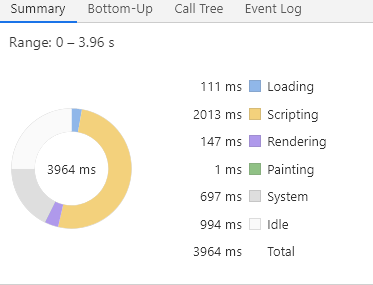 Summary Bottom-Up Call Tree Event Log
Range: 0 – 3.96 s
111 ms Loading
2013 ms Scripting
147 ms Rendering
3964 ms
1 ms Painting
697 ms System
994 ms Idle
3964 ms Total